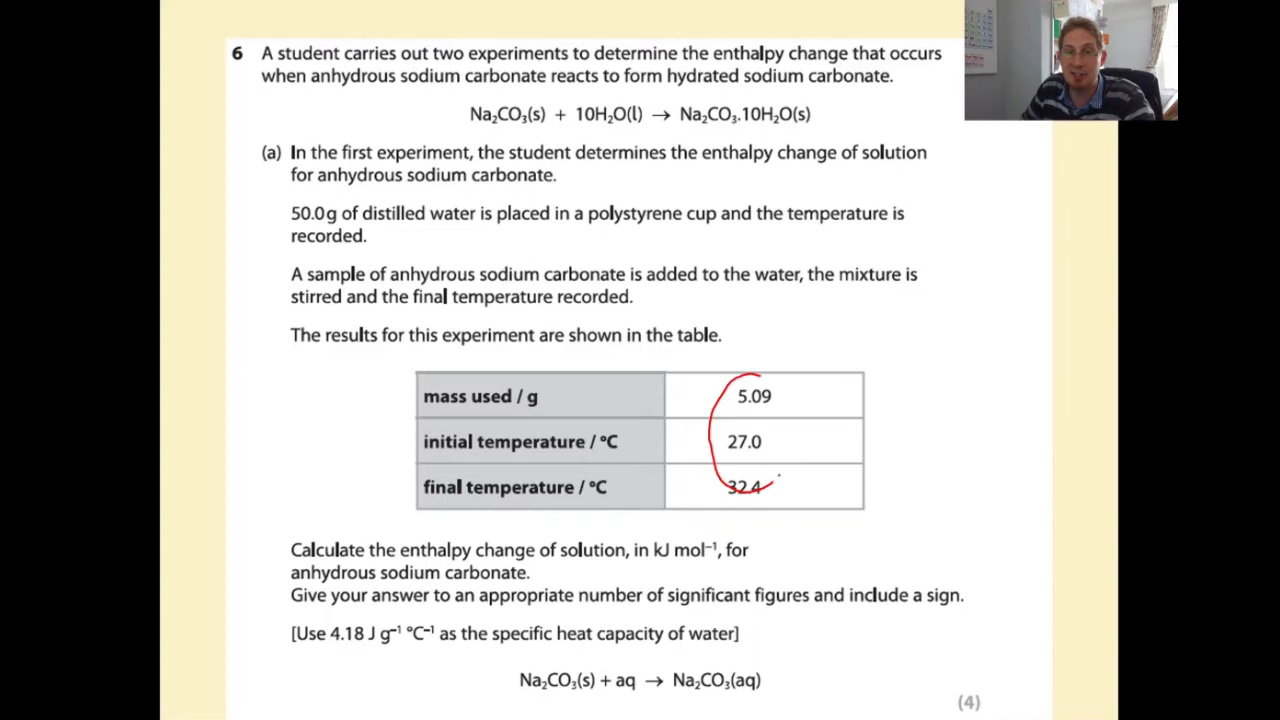 6 A student carries out two experiments to determine the enthalpy change that occurs
when anhydrous sodium carbonate reacts to form hydrated sodium carbonate.
Na₂CO₃(s) + 10H₂O(l) → Na₂CO₃.10H₂O(s)
(a) In the first experiment, the student determines the enthalpy change of solution
for anhydrous sodium carbonate.
50.0 g of distilled water is placed in a polystyrene cup and the temperature is
recorded.
A sample of anhydrous sodium carbonate is added to the water, the mixture is
stirred and the final temperature recorded.
The results for this experiment are shown in the table.
mass used / g 5.09
initial temperature / °C 27.0
final temperature / °C 32.4
Calculate the enthalpy change of solution, in kJ mol⁻¹, for
anhydrous sodium carbonate.
Give your answer to an appropriate number of significant figures and include a sign.
[Use 4.18 J g⁻¹ °C⁻¹ as the specific heat capacity of water]
Na₂CO₃(s) + aq → Na₂CO₃(aq)
(4)